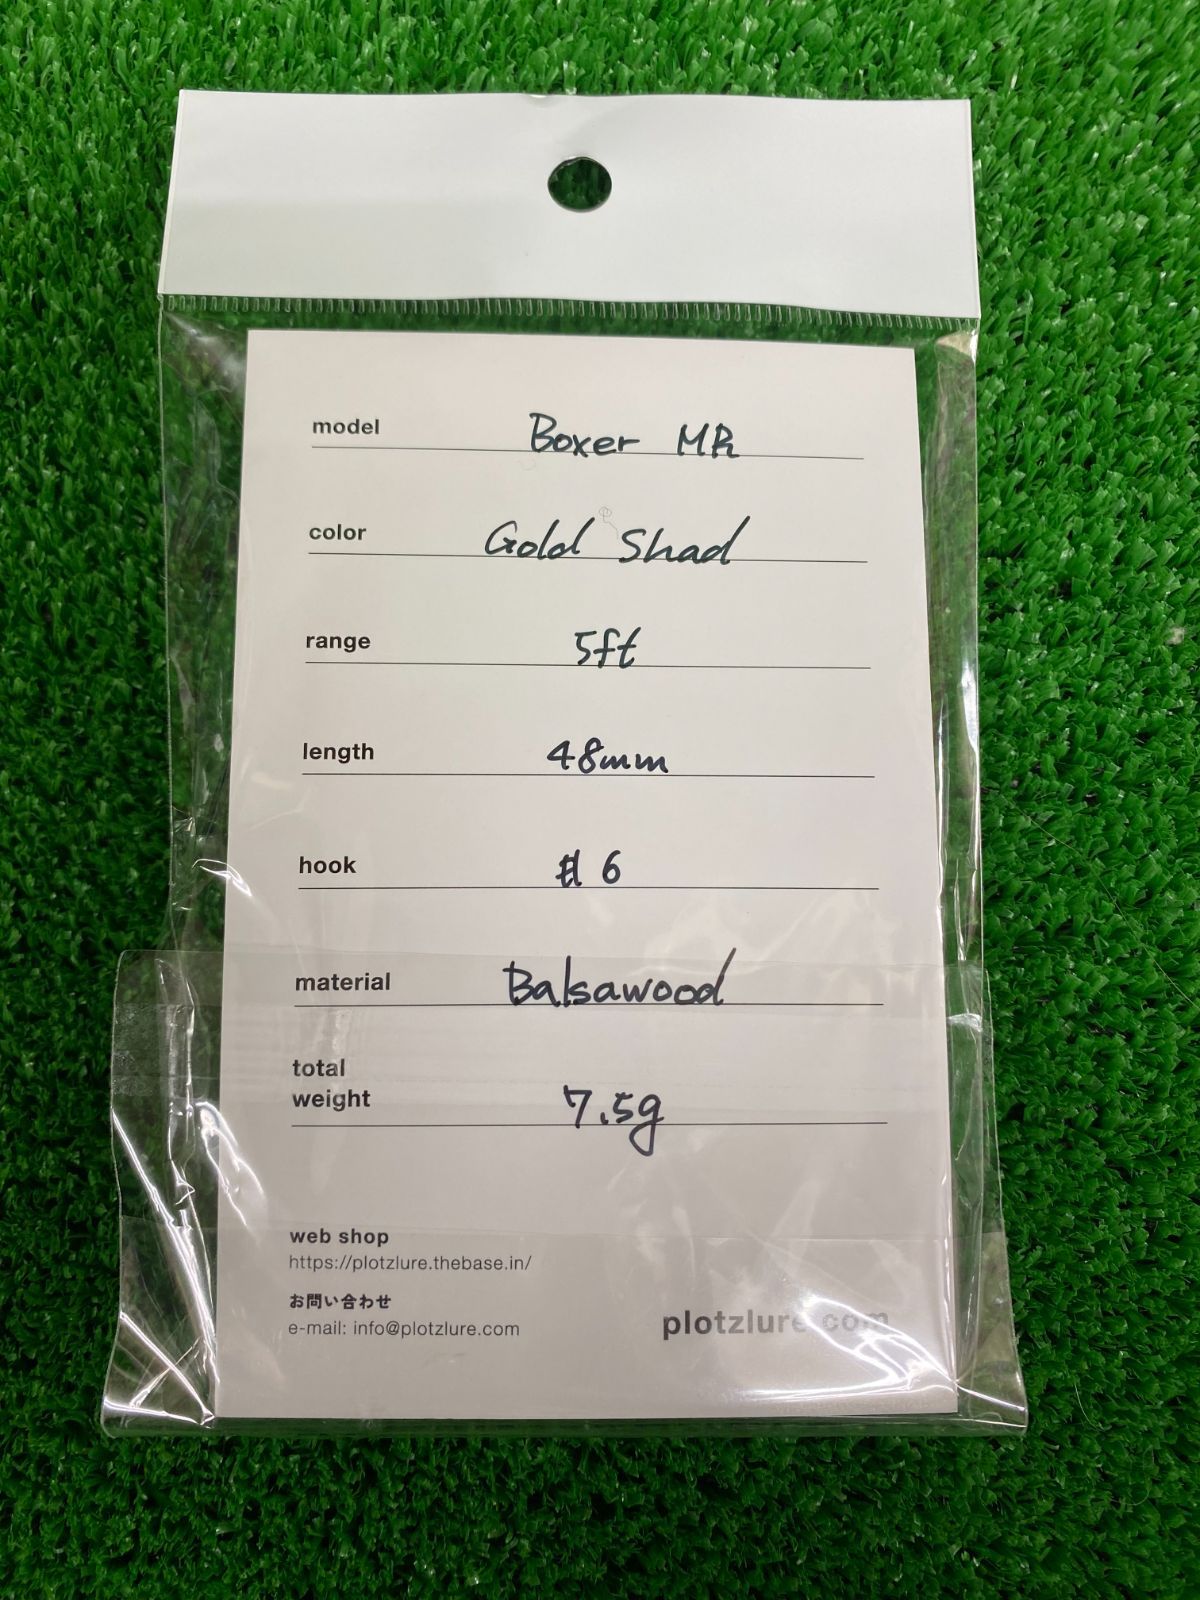 model Boxer MR
color Gold Shad
range 5ft
length 48mm
hook #6
material Balsawood
total
weight 7.5g
web shop
https://plotzlure.thebase.in/
お問い合わせ
e-mail: info@plotzlure.com
plotzlure.com